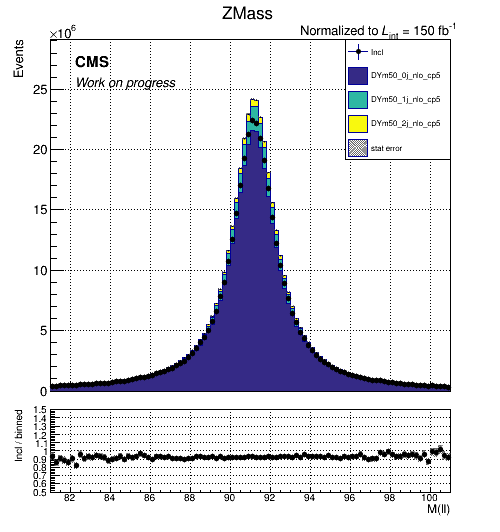 ZMass
×10⁶
Normalized to L_int = 150 fb⁻¹
Events
CMS
Work on progress
Incl
DYm50_0j_nlo_cp5
DYm50_1j_nlo_cp5
DYm50_2j_nlo_cp5
stat error
25
20
15
10
5
0
Incl / binned
1.5
1.4
1.3
1.2
1.1
1
0.9
0.8
0.7
0.6
0.5
82 84 86 88 90 92 94 96 98 100
M(ll)